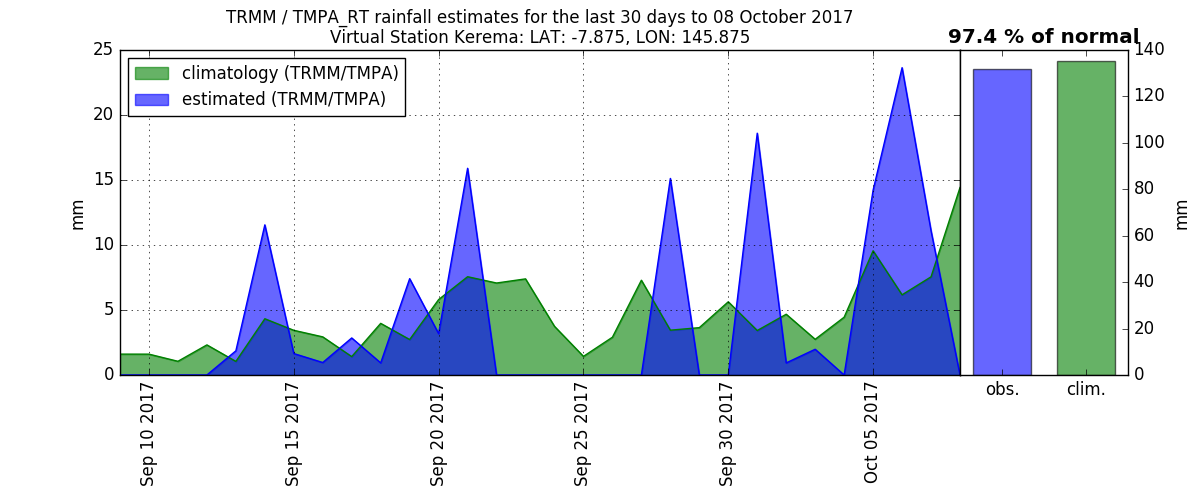 TRMM / TMPA_RT rainfall estimates for the last 30 days to 08 October 2017
Virtual Station Kerema: LAT: -7.875, LON: 145.875
97.4 % of normal
climatology (TRMM/TMPA)
estimated (TRMM/TMPA)
25
20
15
10
5
0
mm
Sep 10 2017
Sep 15 2017
Sep 20 2017
Sep 25 2017
Sep 30 2017
Oct 05 2017
obs.
clim.
140
120
100
80
60
40
20
0
mm